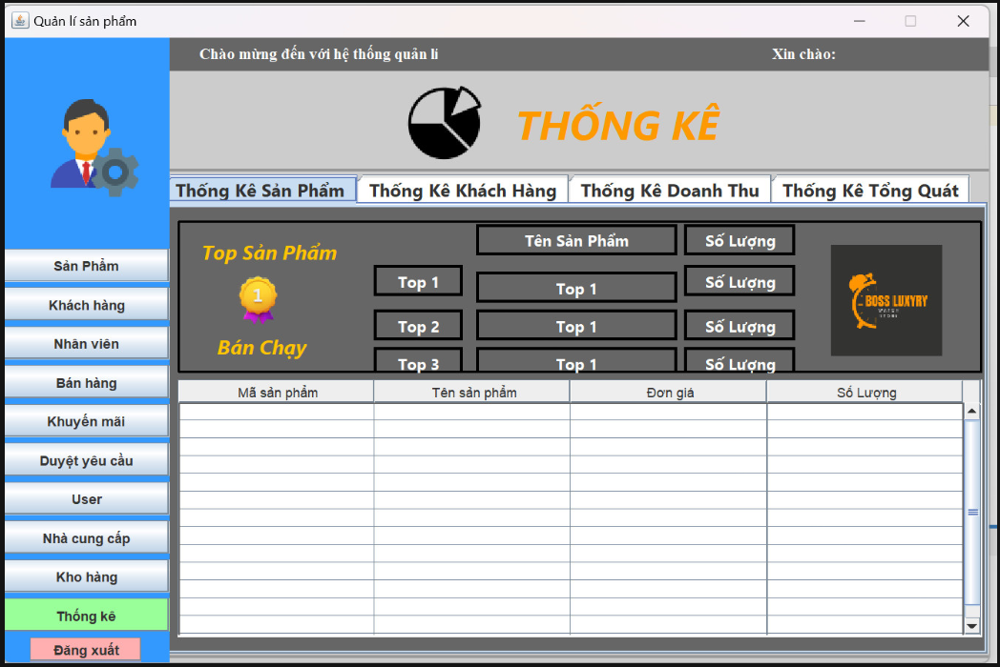 Quản lí sản phẩm
Chào mừng đến với hệ thống quản lí
Xin chào:
THỐNG KÊ
Thống Kê Sản Phẩm
Thống Kê Khách Hàng
Thống Kê Doanh Thu
Thống Kê Tổng Quát
Sản Phẩm
Khách hàng
Nhân viên
Bán hàng
Khuyến mãi
Duyệt yêu cầu
User
Nhà cung cấp
Kho hàng
Thống kê
Đăng xuất
Top Sản Phẩm
1
Bán Chạy
Tên Sản Phẩm Số Lượng
Top 1 Top 1 Số Lượng
Top 2 Top 1 Số Lượng
Top 3 Top 1 Số Lượng
BOSS LUXYRY
WATCH
STORE
Mã sản phẩm Tên sản phẩm Đơn giá Số Lượng